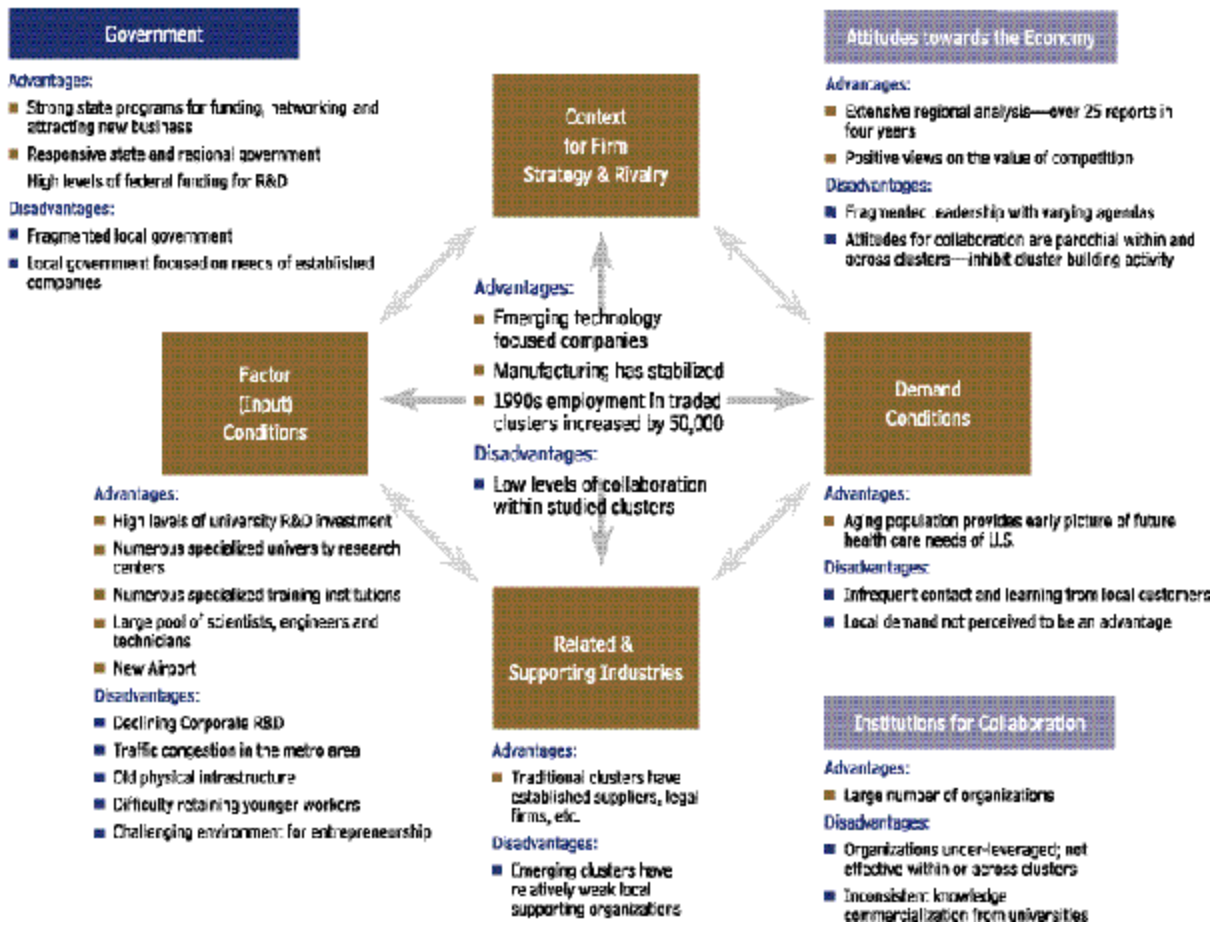 Government
Advantages:
Strong state programs for funding, networking and
attracting new business
Responsive state and regional government
High levels of federal funding for R&D
Disadvantages:
Fragmented local government
Local government focused on needs of established
companies
Context
for Firm
Strategy & Rivalry
Advantages:
Emerging technology
focused companies
Manufacturing has stabilized
1990s employment in traded
clusters increased by 50,000
Disadvantages:
Low levels of collaboration
within studied clusters
Attitudes towards the Economy
Advantages:
Extensive regional analysis—over 25 reports in
four years
Positive views on the value of competition
Disadvantages:
Fragmented leadership with varying agendas
Attitudes for collaboration are parochial within and
across clusters—inhibit cluster building activity
Factor
(Input)
Conditions
Advantages:
High levels of university R&D investment
Numerous specialized university research
centers
Numerous specialized training institutions
Large pool of scientists, engineers and
technicians
New Airport
Disadvantages:
Declining Corporate R&D
Traffic congestion in the metro area
Old physical infrastructure
Difficulty retaining younger workers
Challenging environment for entrepreneurship
Demand
Conditions
Advantages:
Aging population provides early picture of future
health care needs of U.S.
Disadvantages:
Infrequent contact and learning from local customers
Local demand not perceived to be an advantage
Related &
Supporting Industries
Advantages:
Traditional clusters have
established suppliers, legal
firms, etc.
Disadvantages:
Emerging clusters have
relatively weak local
supporting organizations
Institutions for Collaboration
Advantages:
Large number of organizations
Disadvantages:
Organizations under-leveraged; not
effective within or across clusters
Inconsistent knowledge
commercialization from universities